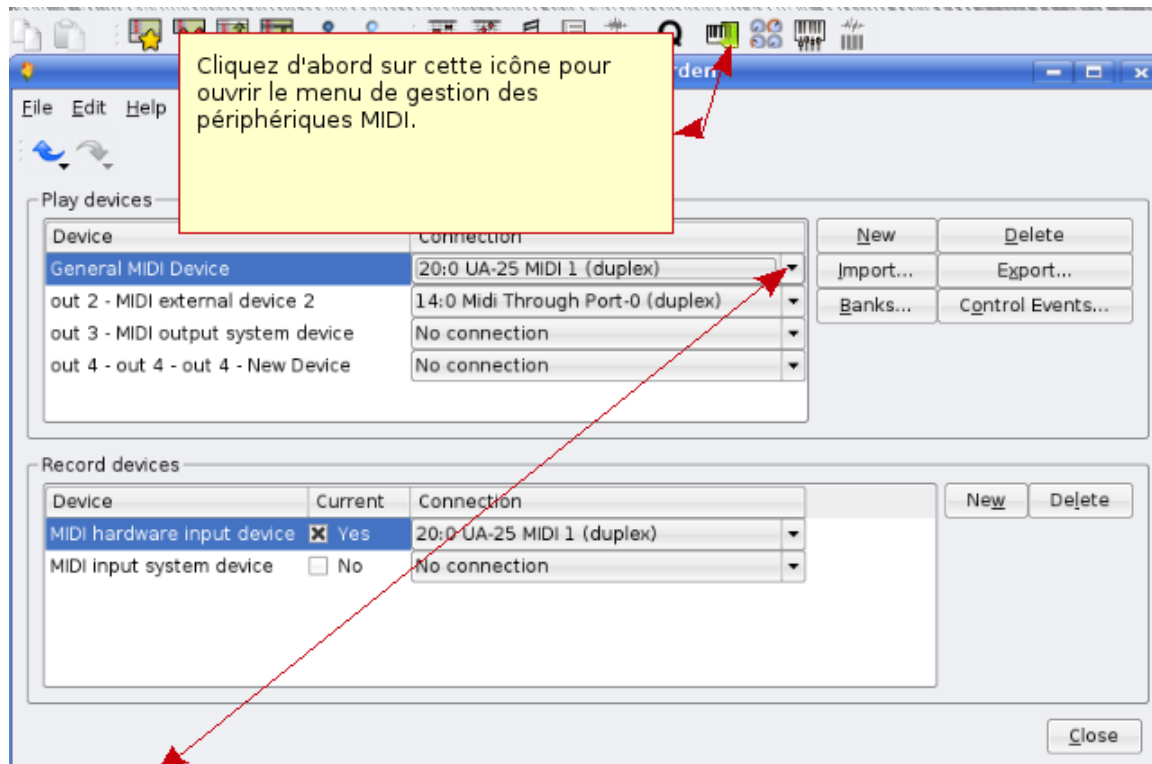 Cliquez d'abord sur cette icône pour
ouvrir le menu de gestion des
périphériques MIDI.
File Edit Help
Play devices
Device Connection
General MIDI Device 20:0 UA-25 MIDI 1 (duplex)
out 2 - MIDI external device 2 14:0 Midi Through Port-0 (duplex)
out 3 - MIDI output system device No connection
out 4 - out 4 - out 4 - New Device No connection
New Delete
Import... Export...
Banks... Control Events...
Record devices
Device Current Connection
MIDI hardware input device Yes 20:0 UA-25 MIDI 1 (duplex)
MIDI input system device No No connection
New Delete
Close